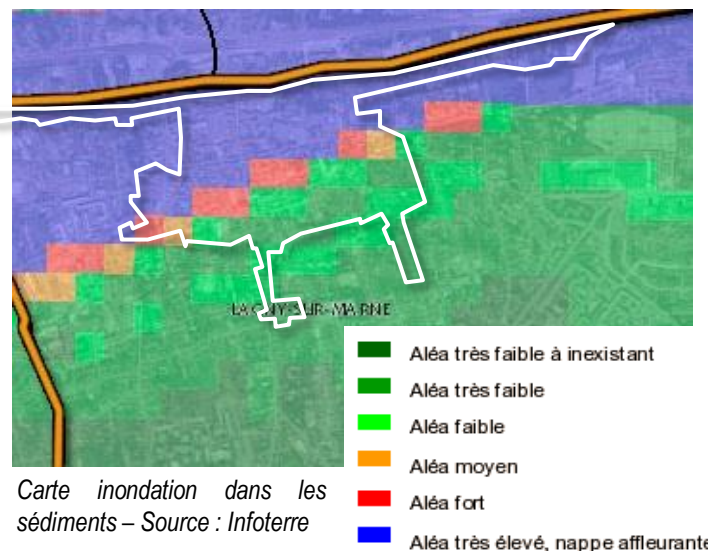 LAGNY-SUR-MARNE
Aléa très faible à inexistant
Aléa très faible
Aléa faible
Aléa moyen
Aléa fort
Aléa très élevé, nappe affleurante
Carte inondation dans les
sédiments – Source : Infoterre